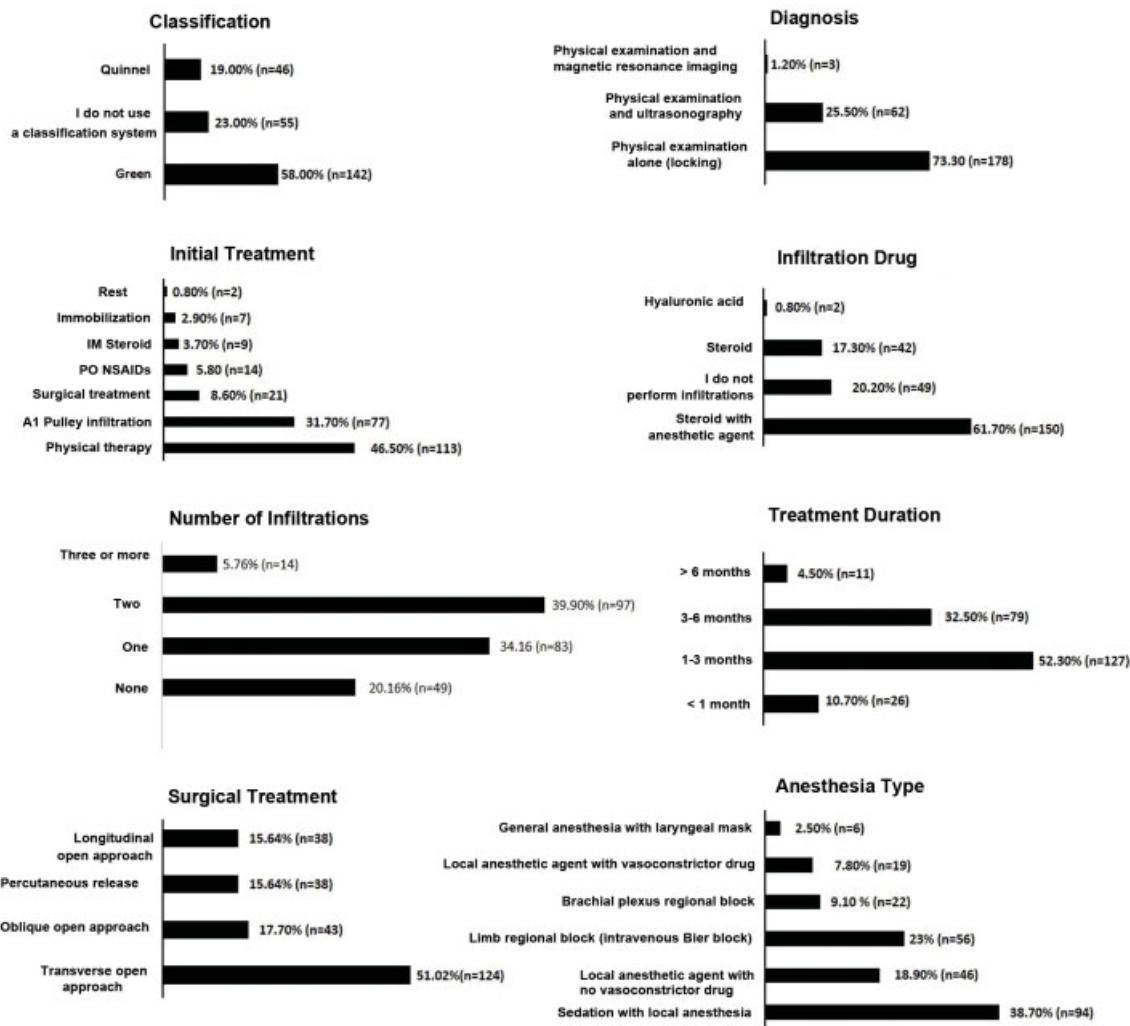 Classification
Quinnel
19.00% (n=46)
I do not use
a classification system
23.00% (n=55)
Green
58.00% (n=142)
Diagnosis
Physical examination and
magnetic resonance imaging
1.20% (n=3)
Physical examination
and ultrasonography
25.50% (n=62)
Physical examination
alone (locking)
73.30 (n=178)
Initial Treatment
Rest
0.80% (n=2)
Immobilization
2.90% (n=7)
IM Steroid
3.70% (n=9)
PO NSAIDs
5.80 (n=14)
Surgical treatment
8.60% (n=21)
A1 Pulley infiltration
31.70% (n=77)
Physical therapy
46.50% (n=113)
Infiltration Drug
Hyaluronic acid
0.80% (n=2)
Steroid
17.30% (n=42)
I do not
perform infiltrations
20.20% (n=49)
Steroid with
anesthetic agent
61.70% (n=150)
Number of Infiltrations
Three or more
5.76% (n=14)
Two
39.90% (n=97)
One
34.16 (n=83)
None
20.16% (n=49)
Treatment Duration
> 6 months
4.50% (n=11)
3-6 months
32.50% (n=79)
1-3 months
52.30% (n=127)
< 1 month
10.70% (n=26)
Surgical Treatment
Longitudinal
open approach
15.64% (n=38)
Percutaneous release
15.64% (n=38)
Oblique open approach
17.70% (n=43)
Transverse open
approach
51.02%(n=124)
Anesthesia Type
General anesthesia with laryngeal mask
2.50% (n=6)
Local anesthetic agent with vasoconstrictor drug
7.80% (n=19)
Brachial plexus regional block
9.10 % (n=22)
Limb regional block (intravenous Bier block)
23% (n=56)
Local anesthetic agent with
no vasoconstrictor drug
18.90% (n=46)
Sedation with local anesthesia
38.70% (n=94)